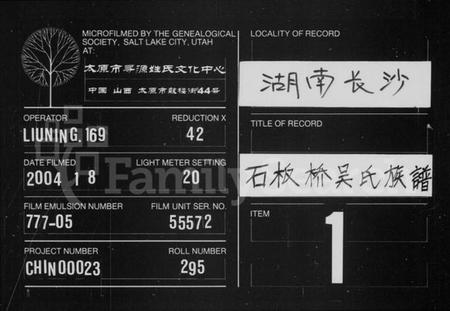 MICROFILMED BY THE GENEALOGICAL
SOCIETY, SALT LAKE CITY, UTAH
AT:
太原市寻源姓氏文化中心
中国 山西 太原市鼓楼街44号
OPERATOR
REDUCTION X
LIUNING.169
42
DATE FILMED
LIGHT METER SETTING
2004 1 8
20
FILM EMULSION NUMBER
FILM UNIT SER. NO.
777-05
55572
PROJECT NUMBER
ROLL NUMBER
CHIN00023
295
LOCALITY OF RECORD
湖南长沙
TITLE OF RECORD
石板桥吴氏族譜
ITEM
1